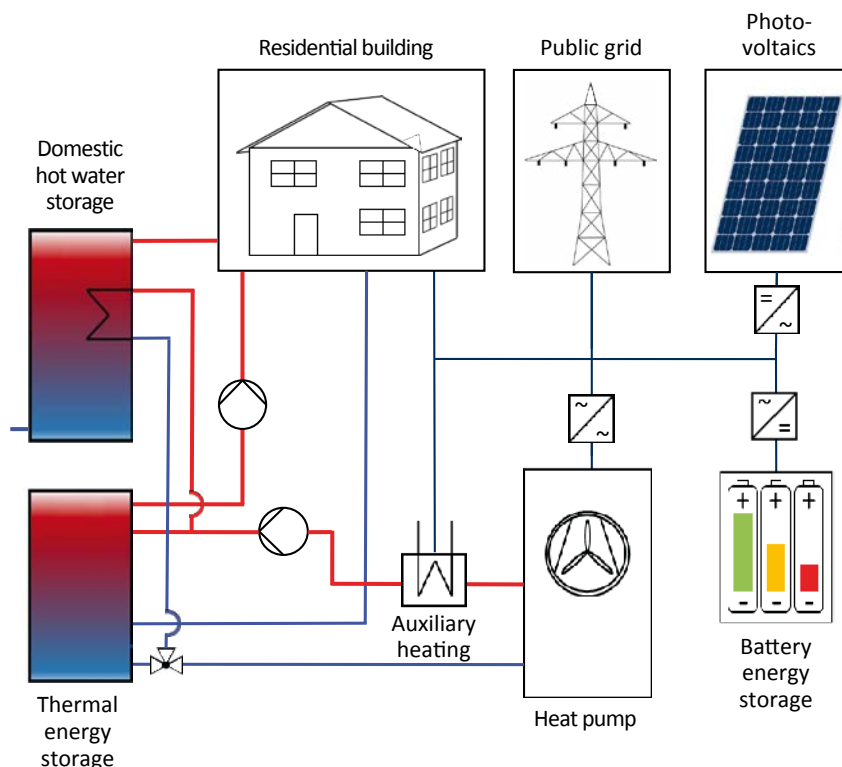 Residential building
Public grid
Photo-
voltaics
Domestic
hot water
storage
=
~
~
~
~
=
+ + +
- - -
Auxiliary
heating
Battery
energy
storage
Heat pump
Thermal
energy
storage